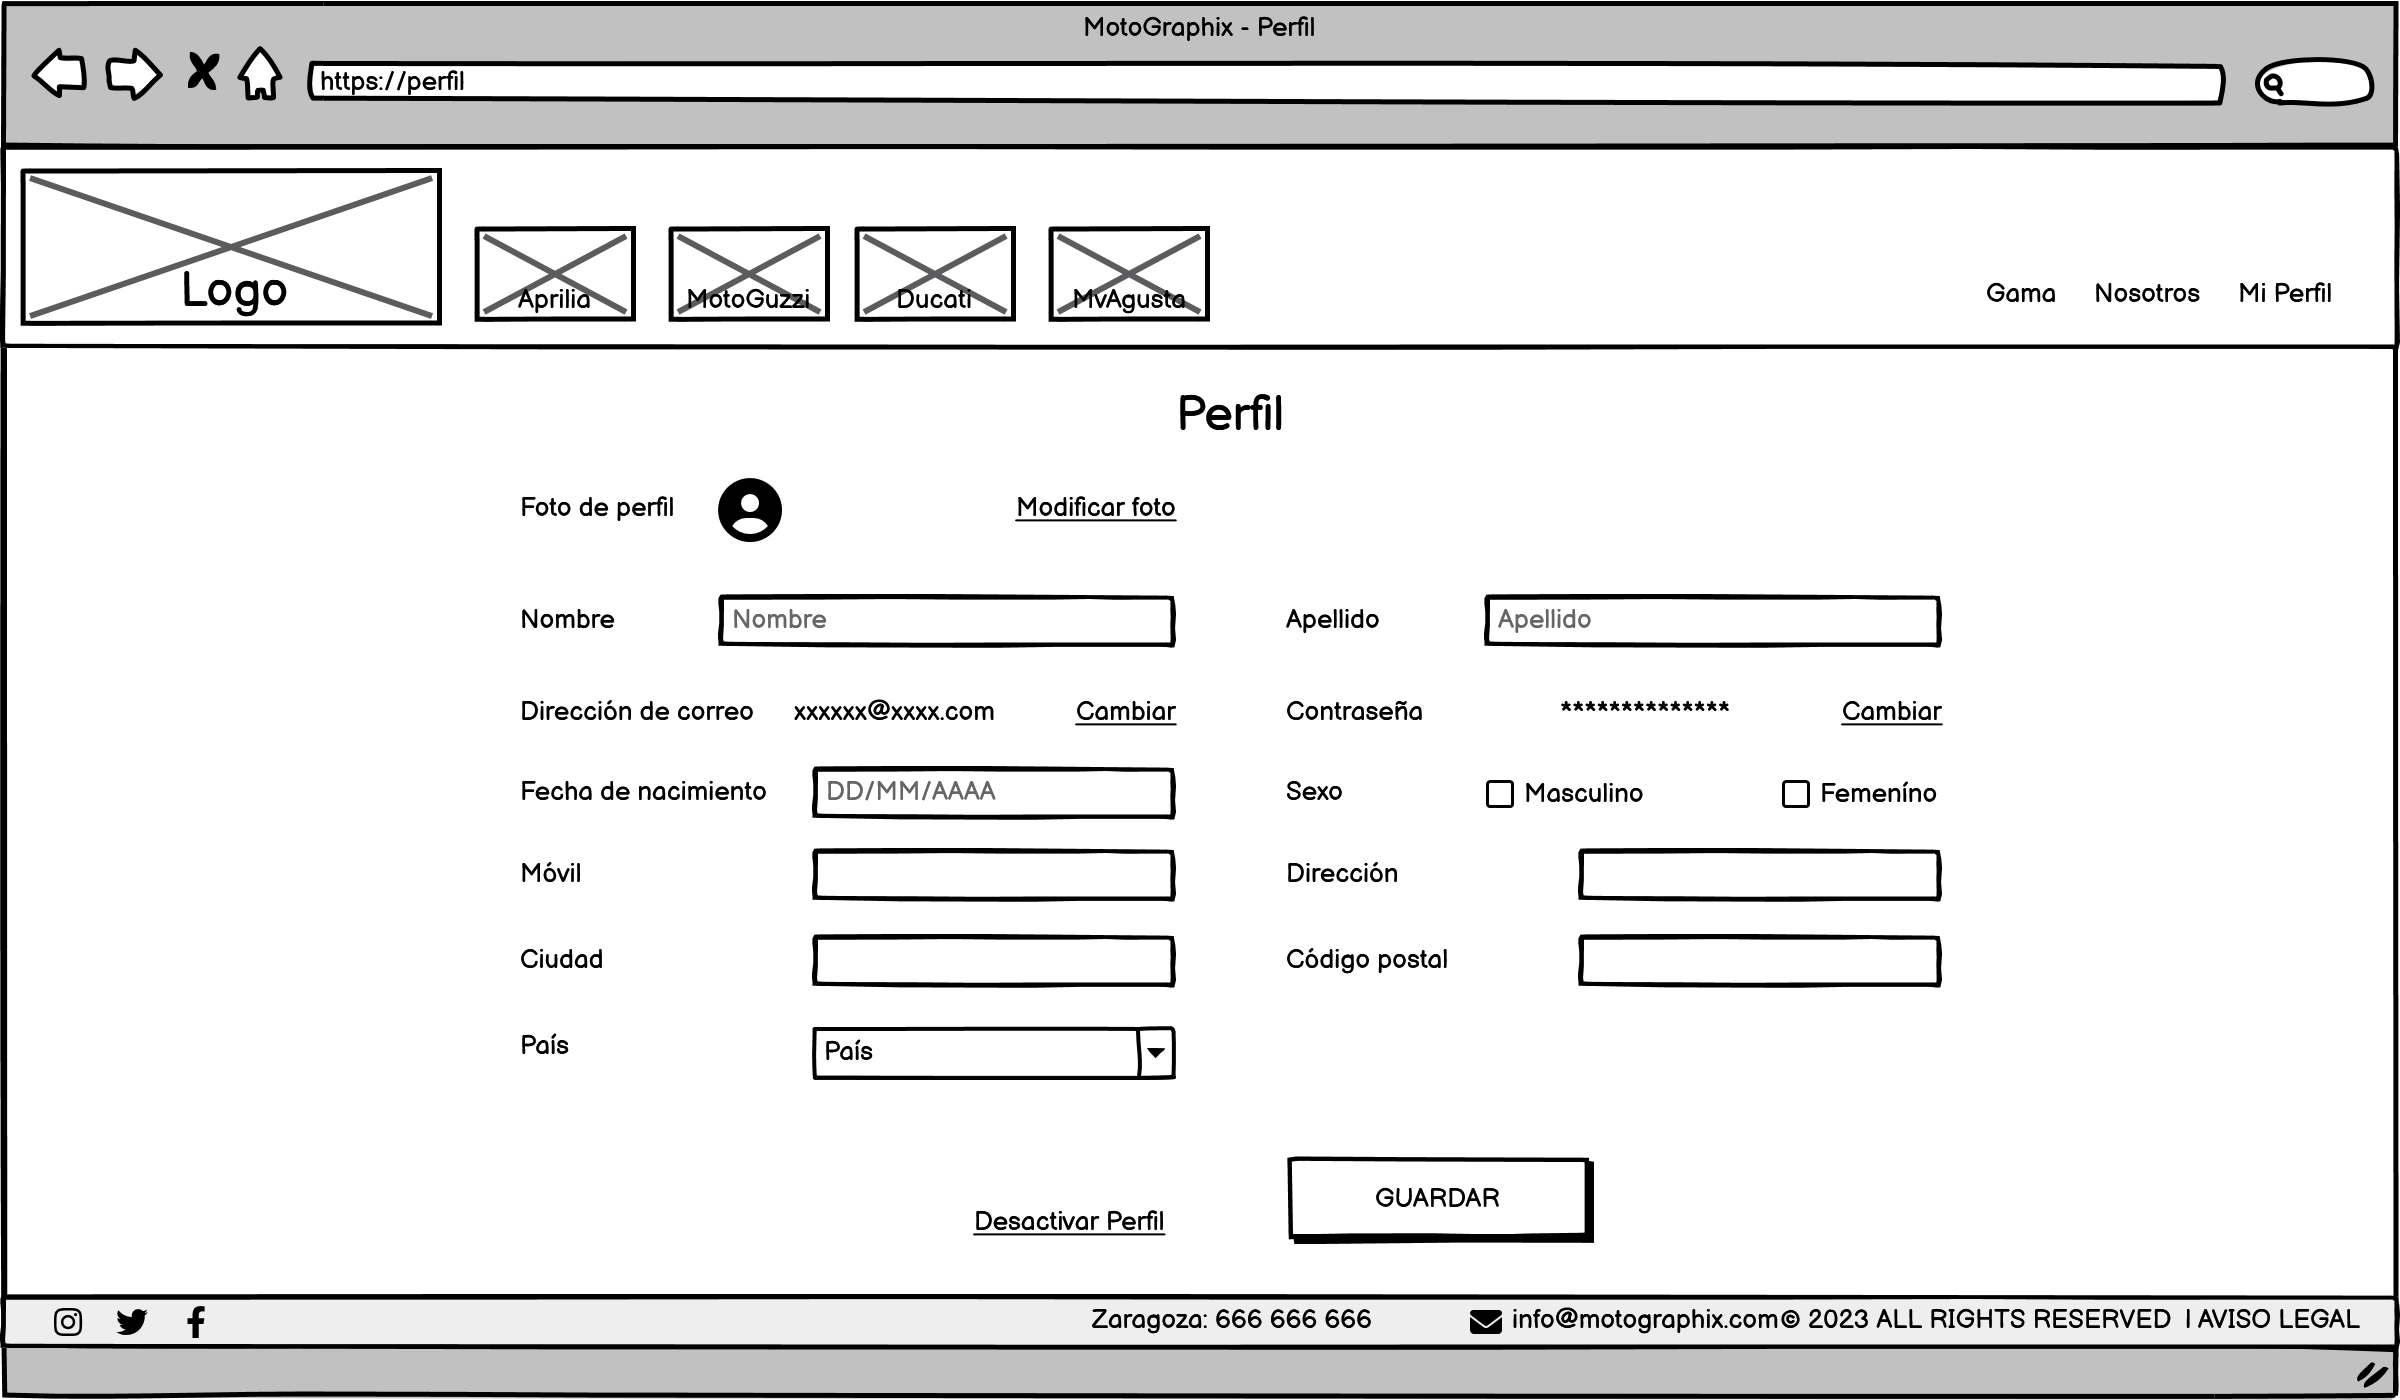 MotoGraphix - Perfil
https://perfil
Logo
Aprilia MotoGuzzi Ducati MvAgusta
Gama Nosotros Mi Perfil
Perfil
Foto de perfil Modificar foto
Nombre Nombre Apellido Apellido
Dirección de correo xxxxxx@xxxx.com Cambiar Contraseña ************** Cambiar
Fecha de nacimiento DD/MM/AAAA Sexo Masculino Femeníno
Móvil Dirección
Ciudad Código postal
País País
GUARDAR
Desactivar Perfil
Zaragoza: 666 666 666 info@motographix.com© 2023 ALL RIGHTS RESERVED | AVISO LEGAL